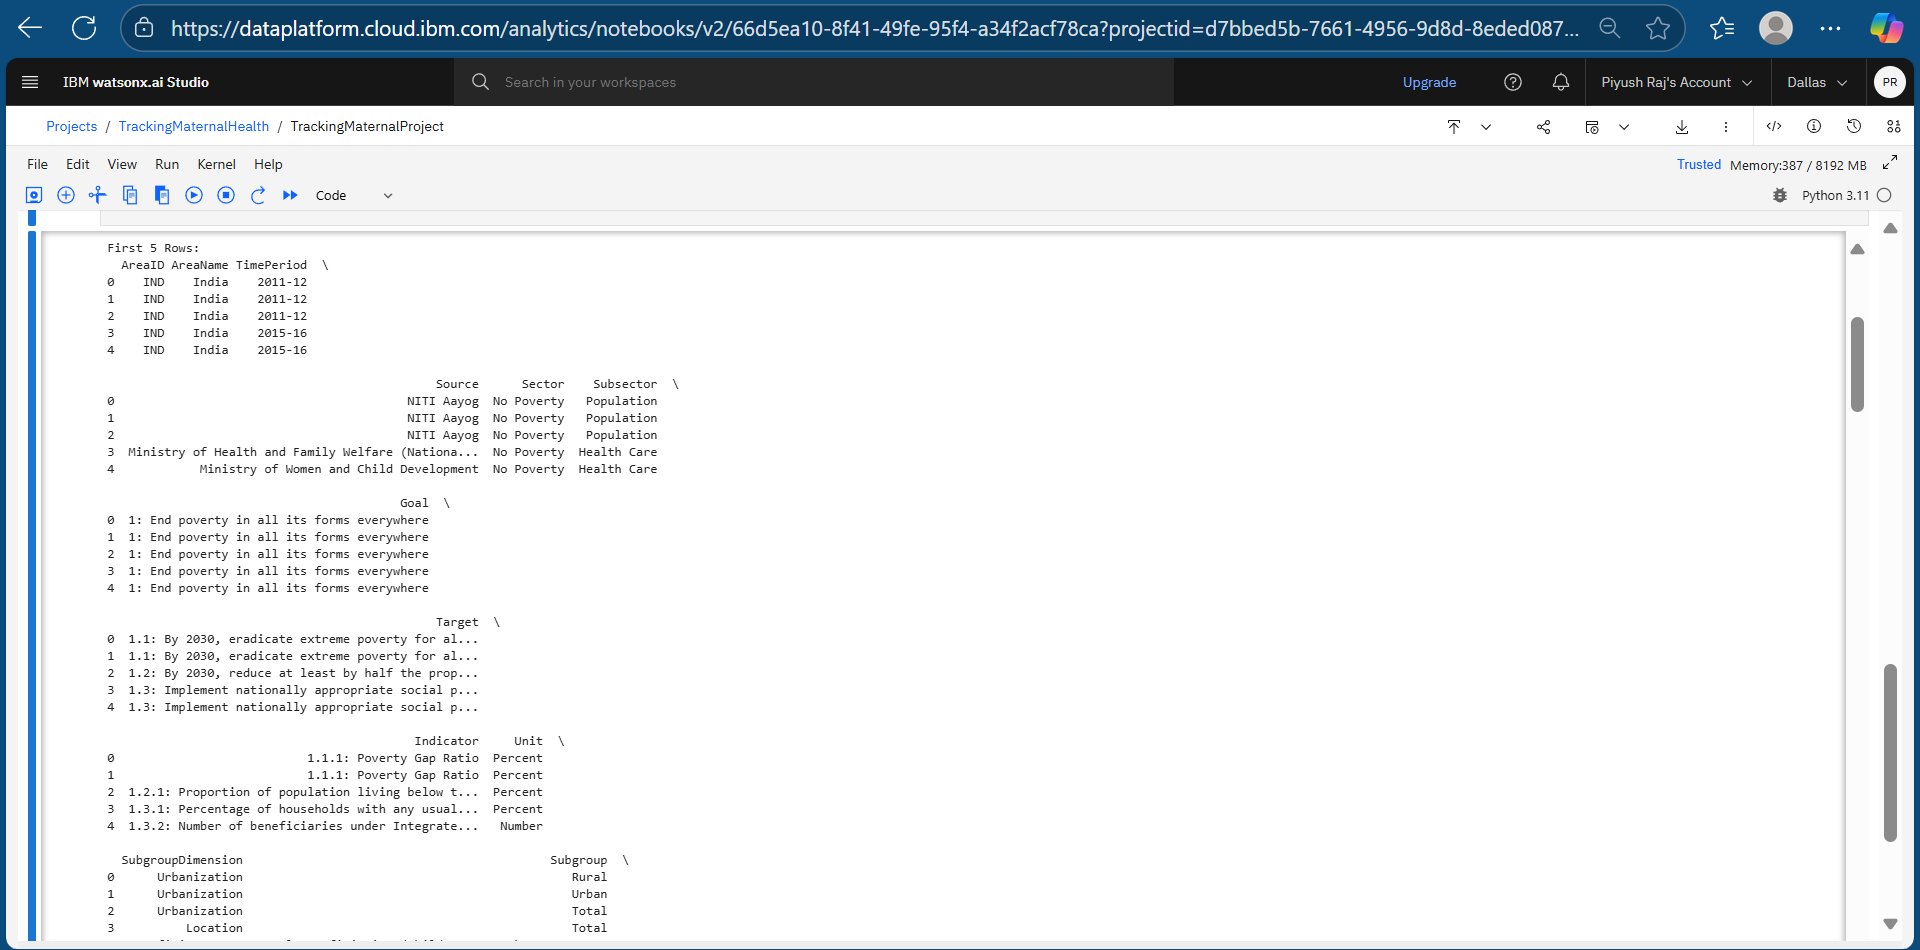 https://dataplatform.cloud.ibm.com/analytics/notebooks/v2/66d5ea10-8f41-49fe-95f4-a34f2acf78ca?projectid=d7bbed5b-7661-4956-9d8d-8eded087...
IBM watsonx.ai Studio
Search in your workspaces
Upgrade
Piyush Raj's Account
Dallas
PR
Projects / TrackingMaternalHealth / TrackingMaternalProject
File Edit View Run Kernel Help
Trusted Memory:387 / 8192 MB
Code
Python 3.11
First 5 Rows:
AreaID AreaName TimePeriod \
0 IND India 2011-12
1 IND India 2011-12
2 IND India 2011-12
3 IND India 2015-16
4 IND India 2015-16
Source Sector Subsector \
0 NITI Aayog No Poverty Population
1 NITI Aayog No Poverty Population
2 NITI Aayog No Poverty Population
3 Ministry of Health and Family Welfare (Nationa... No Poverty Health Care
4 Ministry of Women and Child Development No Poverty Health Care
Goal \
0 1: End poverty in all its forms everywhere
1 1: End poverty in all its forms everywhere
2 1: End poverty in all its forms everywhere
3 1: End poverty in all its forms everywhere
4 1: End poverty in all its forms everywhere
Target \
0 1.1: By 2030, eradicate extreme poverty for al...
1 1.1: By 2030, eradicate extreme poverty for al...
2 1.2: By 2030, reduce at least by half the prop...
3 1.3: Implement nationally appropriate social p...
4 1.3: Implement nationally appropriate social p...
Indicator Unit \
0 1.1.1: Poverty Gap Ratio Percent
1 1.1.1: Poverty Gap Ratio Percent
2 1.2.1: Proportion of population living below t... Percent
3 1.3.1: Percentage of households with any usual... Percent
4 1.3.2: Number of beneficiaries under Integrate... Number
SubgroupDimension Subgroup \
0 Urbanization Rural
1 Urbanization Urban
2 Urbanization Total
3 Location Total